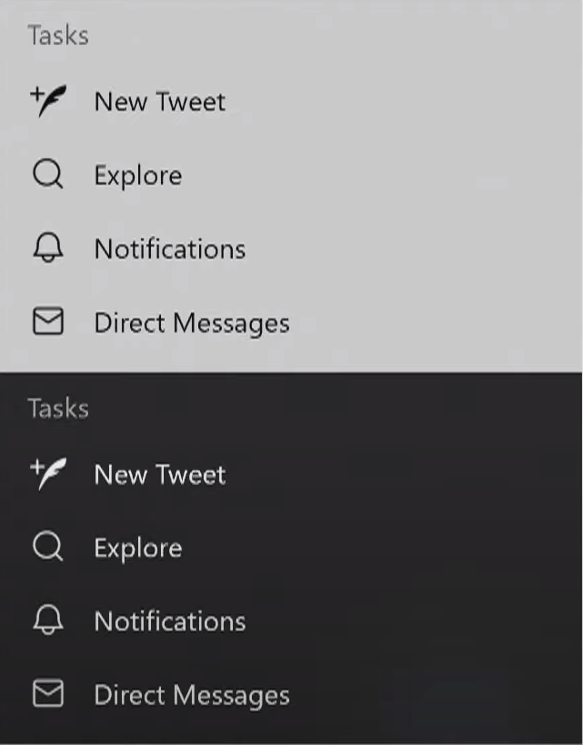 Tasks
New Tweet
Explore
Notifications
Direct Messages
Tasks
New Tweet
Explore
Notifications
Direct Messages